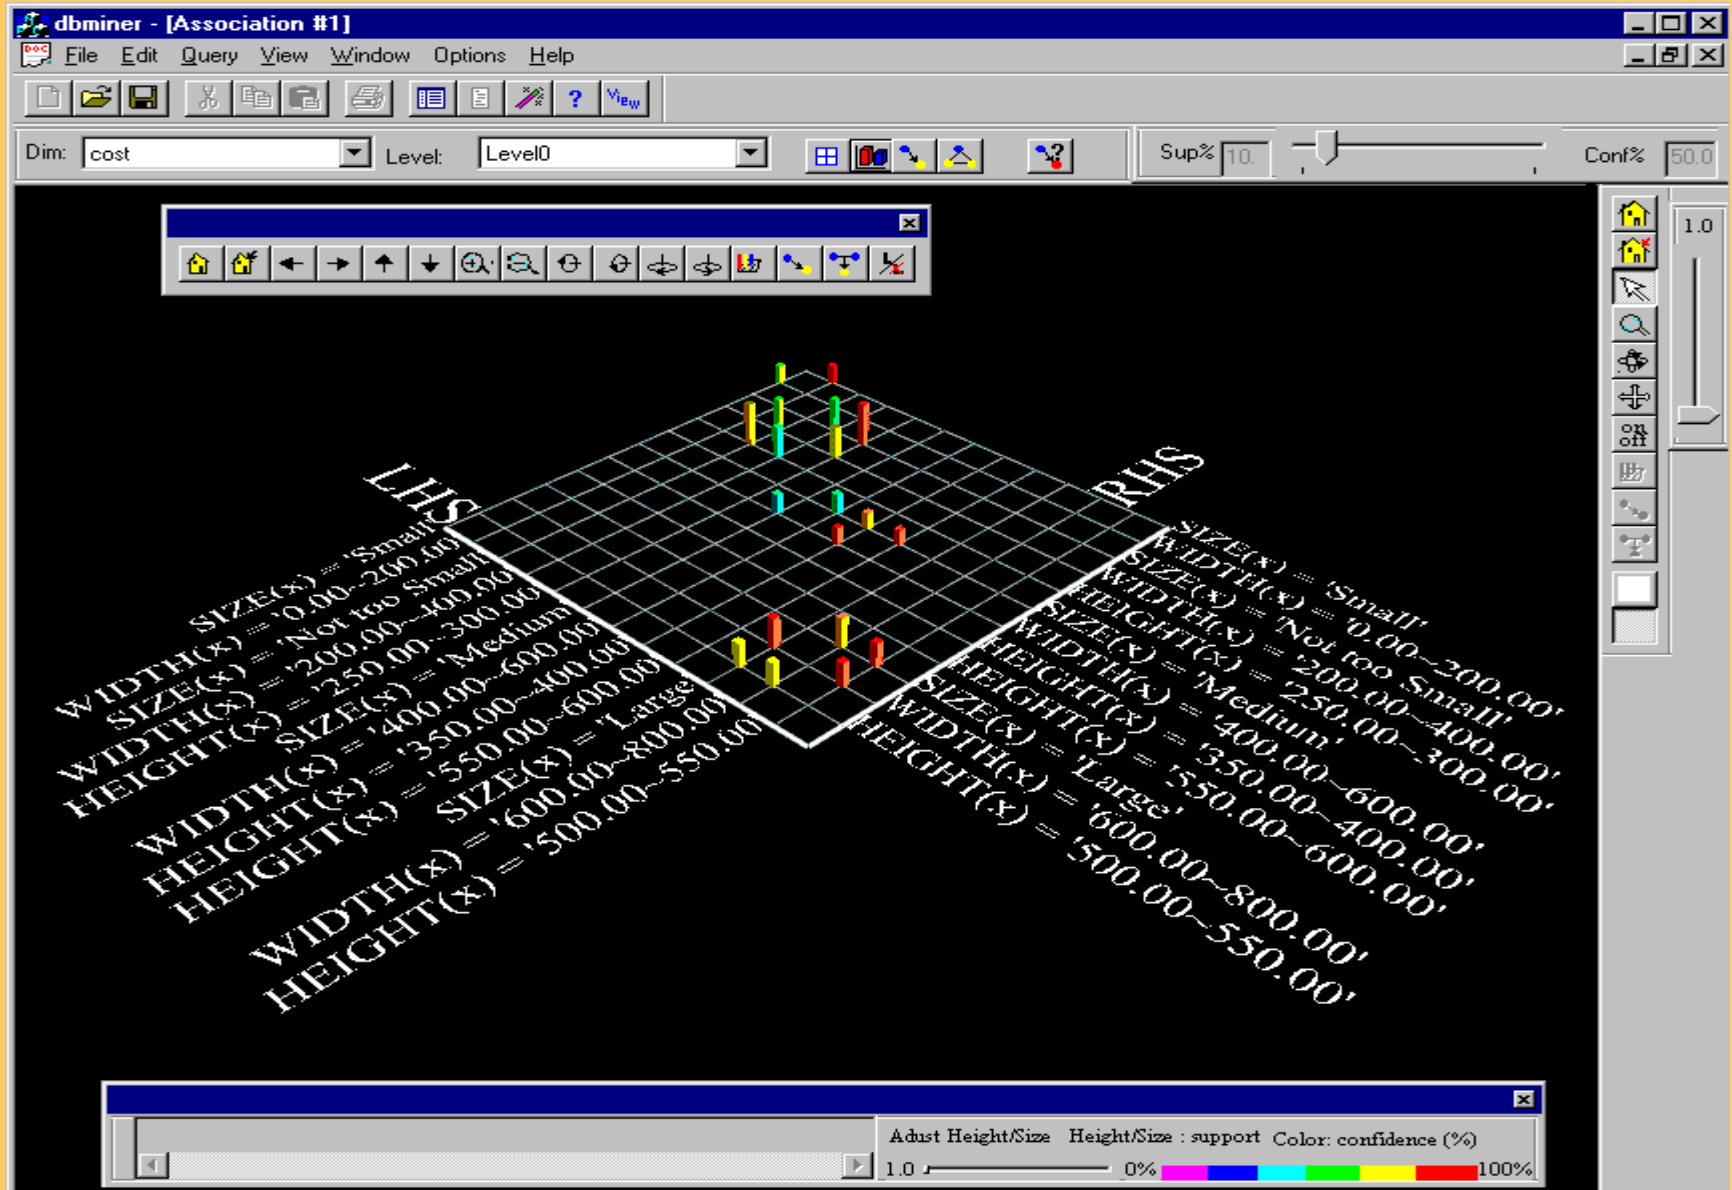 dbminer - [Association #1]
File Edit Query View Window Options Help
View
Dim: cost Level: Level0 Sup% 10. Conf% 50.0
1.0
on
off
LHS
RHS
SIZE(x) = 'Small'
WIDTH(x) = '0.00~200.00'
SIZE(x) = 'Not too Small'
WIDTH(x) = '200.00~400.00'
HEIGHT(x) = '250.00~300.00'
SIZE(x) = 'Medium'
WIDTH(x) = '400.00~600.00'
HEIGHT(x) = '350.00~400.00'
HEIGHT(x) = '550.00~600.00'
SIZE(x) = 'Large'
WIDTH(x) = '600.00~800.00'
HEIGHT(x) = '500.00~550.00'
SIZE(x) = 'Small'
WIDTH(x) = '0.00~200.00'
SIZE(x) = 'Not too Small'
WIDTH(x) = '200.00~400.00'
HEIGHT(x) = '250.00~300.00'
SIZE(x) = 'Medium'
WIDTH(x) = '400.00~600.00'
HEIGHT(x) = '350.00~400.00'
HEIGHT(x) = '550.00~600.00'
SIZE(x) = 'Large'
WIDTH(x) = '600.00~800.00'
HEIGHT(x) = '500.00~550.00'
Adust Height/Size Height/Size : support Color: confidence (%)
1.0 0% 100%